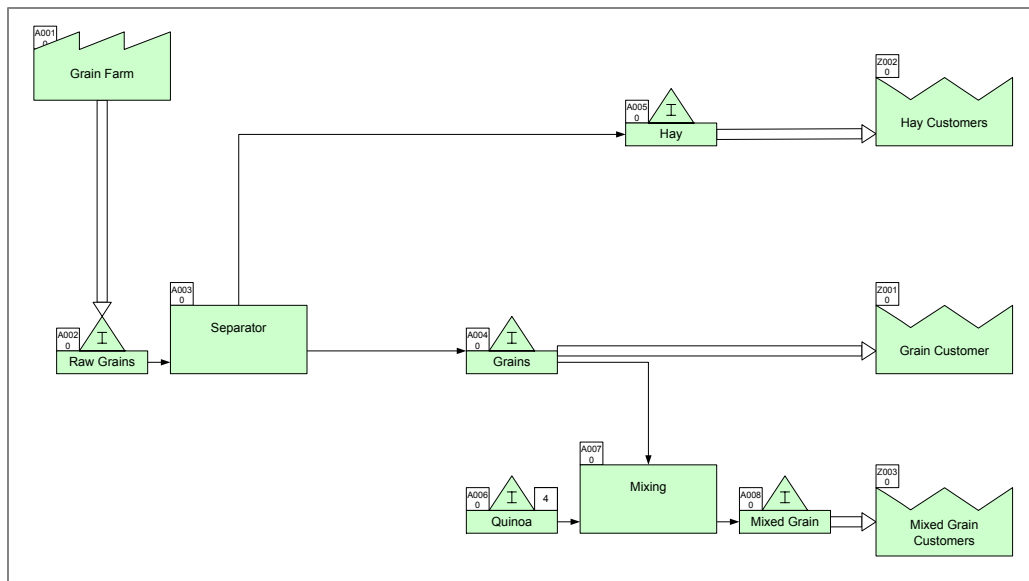 A001
0
Grain Farm
Z002
0
Hay Customers
A005
0
I
Hay
A003
0
Separator
Z001
0
Grain Customer
A002
0
I
Raw Grains
A004
0
I
Grains
A007
0
Mixing
Z003
0
Mixed Grain
Customers
A006
0
I
4
Quinoa
A008
0
I
Mixed Grain